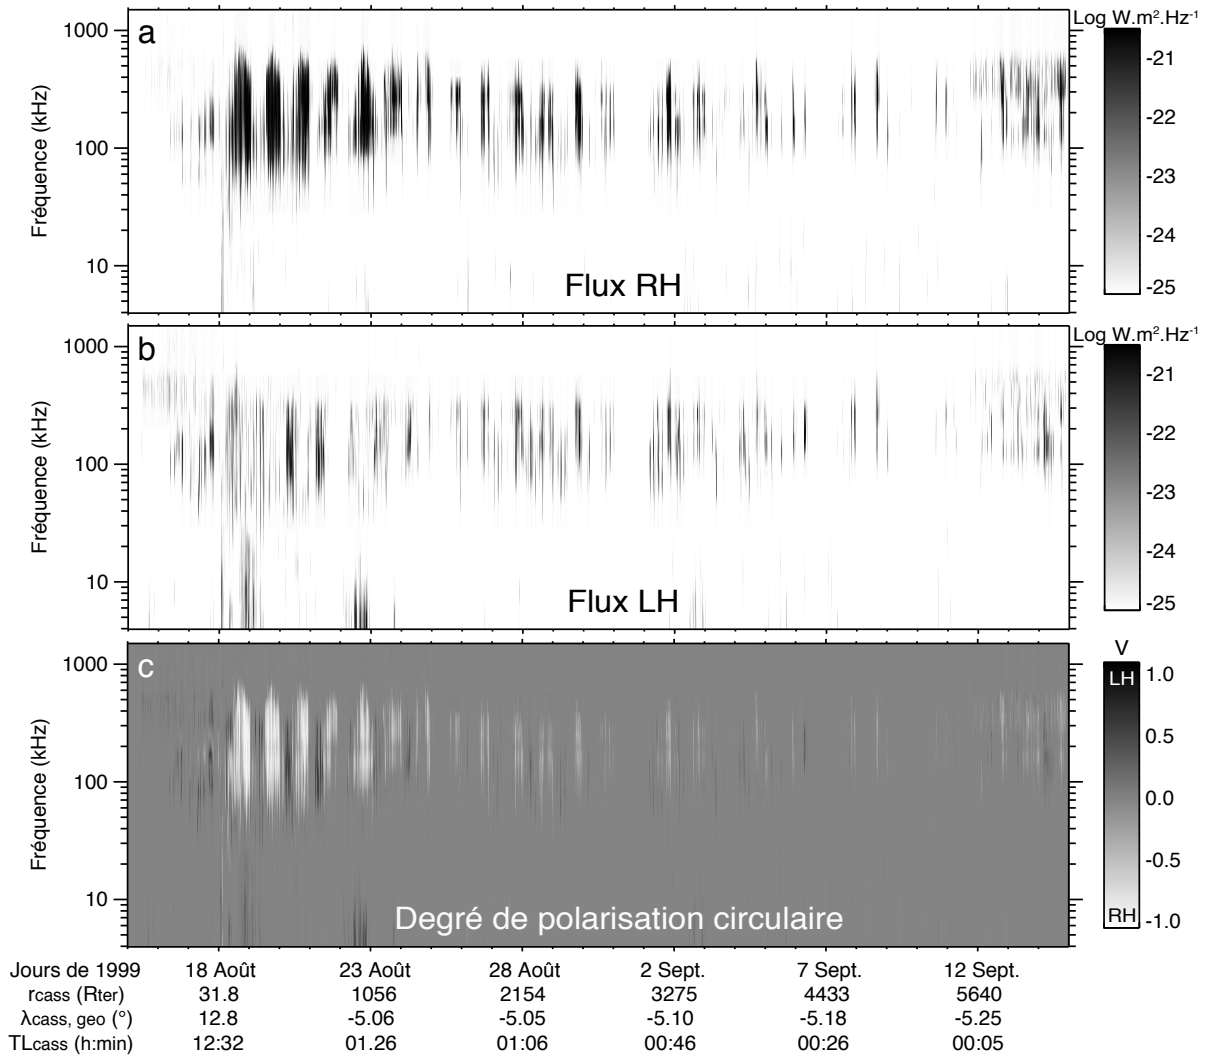 Log W.m².Hz⁻¹
a
1000
100
10
Fréquence (kHz)
Flux RH
-21
-22
-23
-24
-25
Log W.m².Hz⁻¹
b
1000
100
10
Fréquence (kHz)
Flux LH
-21
-22
-23
-24
-25
V
c
1000
100
10
Fréquence (kHz)
Degré de polarisation circulaire
LH
1.0
0.5
0.0
-0.5
RH
-1.0
Jours de 1999 18 Août 23 Août 28 Août 2 Sept. 7 Sept. 12 Sept.
rcass (Rter) 31.8 1056 2154 3275 4433 5640
λcass, geo (°) 12.8 -5.06 -5.05 -5.10 -5.18 -5.25
TLcass (h:min) 12:32 01.26 01:06 00:46 00:26 00:05